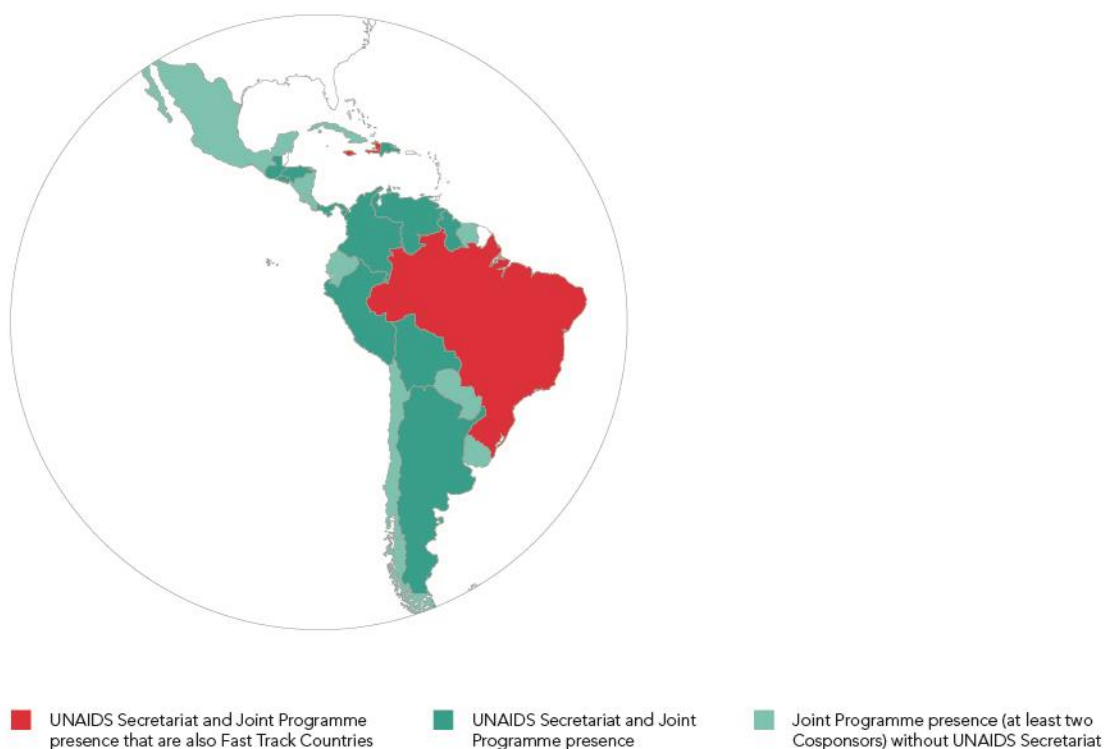 UNAIDS Secretariat and Joint Programme
presence that are also Fast Track Countries
UNAIDS Secretariat and Joint
Programme presence
Joint Programme presence (at least two
Cosponsors) without UNAIDS Secretariat